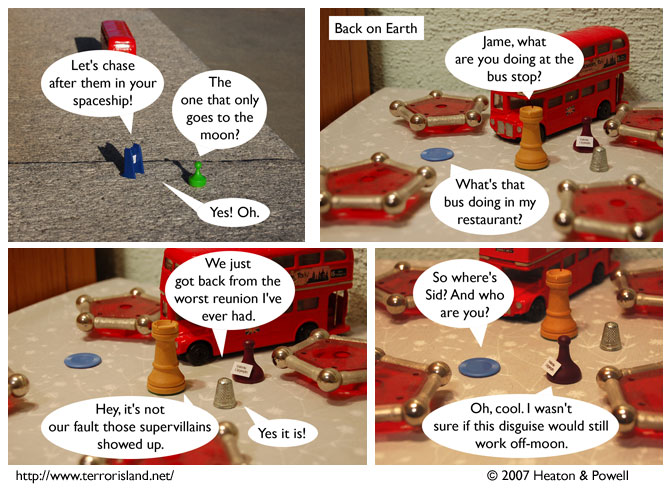 Let's chase
after them in your
spaceship!
The
one that only
goes to the
moon?
Yes! Oh.
Back on Earth
Jame, what
are you doing at the
bus stop?
What's that
bus doing in my
restaurant?
We just
got back from the
worst reunion I've
ever had.
Hey, it's not
our fault those supervillains
showed up.
Yes it is!
So where's
Sid? And who
are you?
Oh, cool. I wasn't
sure if this disguise would still
work off-moon.
http://www.terrorisland.net/
© 2007 Heaton & Powell